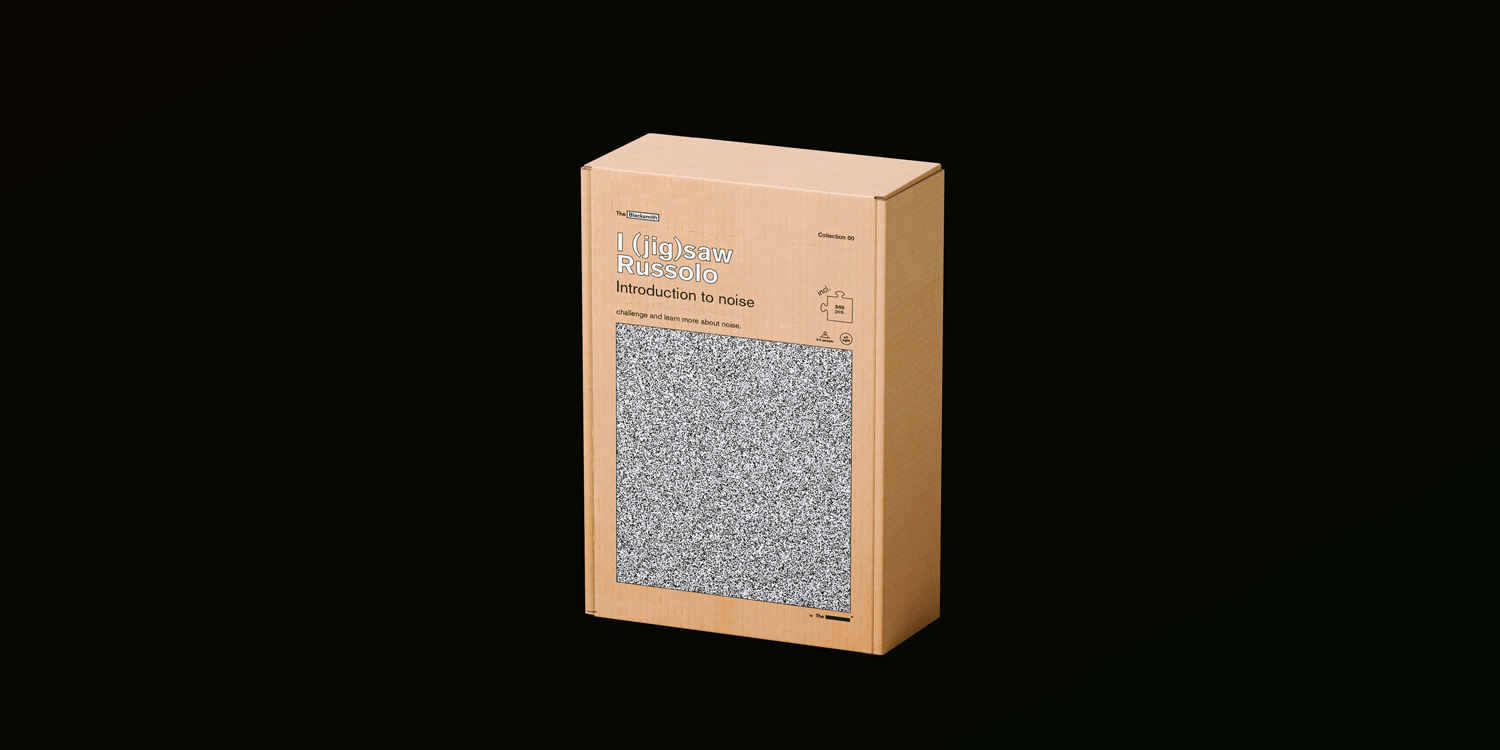 The Blacksmith
Collection 00
I (jig)saw
Russolo
Introduction to noise
incl.
500
pcs.
challenge and learn more about noise.
The